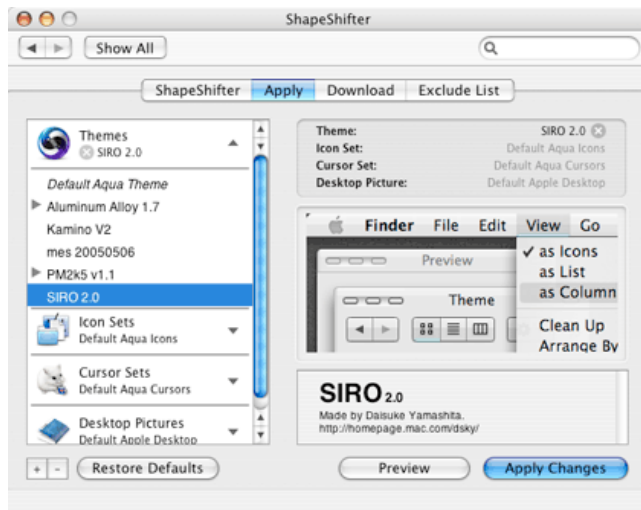 ShapeShifter
Show All
ShapeShifter Apply Download Exclude List
Themes
SIRO 2.0
Default Aqua Theme
Aluminum Alloy 1.7
Kamino V2
mes 20050506
PM2k5 v1.1
SIRO 2.0
Icon Sets
Default Aqua Icons
Cursor Sets
Default Aqua Cursors
Desktop Pictures
Default Apple Desktop
+ - Restore Defaults
Theme: SIRO 2.0
Icon Set: Default Aqua Icons
Cursor Set: Default Aqua Cursors
Desktop Picture: Default Apple Desktop
Finder File Edit View Go
Preview
Theme
✓ as Icons
as List
as Column
Clean Up
Arrange By
SIRO 2.0
Made by Daisuke Yamashita.
http://homepage.mac.com/dsky/
Preview Apply Changes